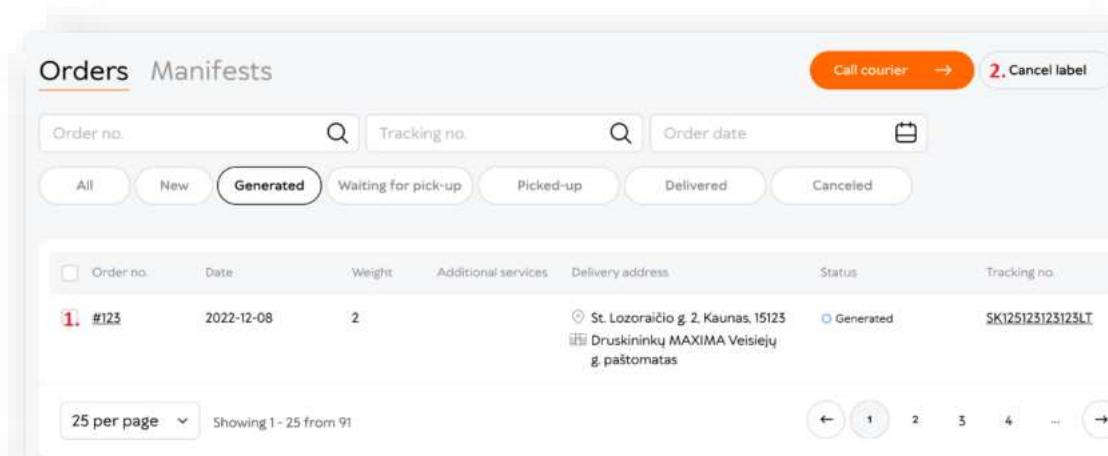 Orders Manifests
Call courier → 2. Cancel label
Order no. Tracking no. Order date
All New Generated Waiting for pick-up Picked-up Delivered Canceled
Order no. Date Weight Additional services Delivery address Status Tracking no.
1. #123 2022-12-08 2 St. Lozoraičio g. 2, Kaunas, 15123 Generated SK125123123123LT
Druskininkų MAXIMA Veisiejų
g. paštomatas
25 per page Showing 1 - 25 from 91 ← 1 2 3 4 ... →